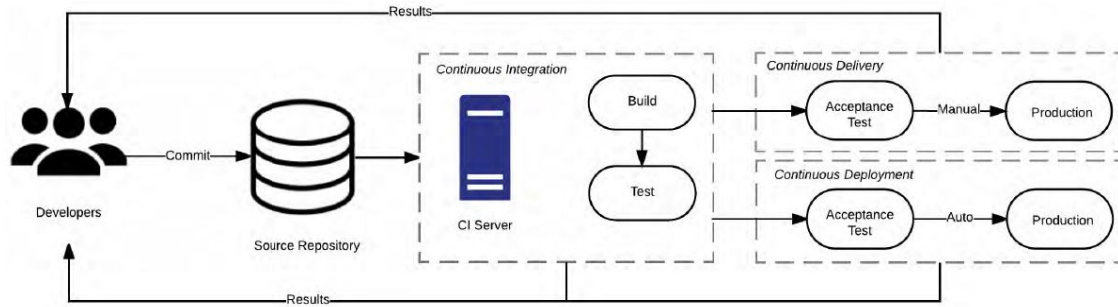 Results
Continuous Integration
Continuous Delivery
Build
Acceptance
Test
Manual
Production
Commit
Test
Continuous Deployment
Developers
CI Server
Acceptance
Test
Auto
Production
Source Repository
Results